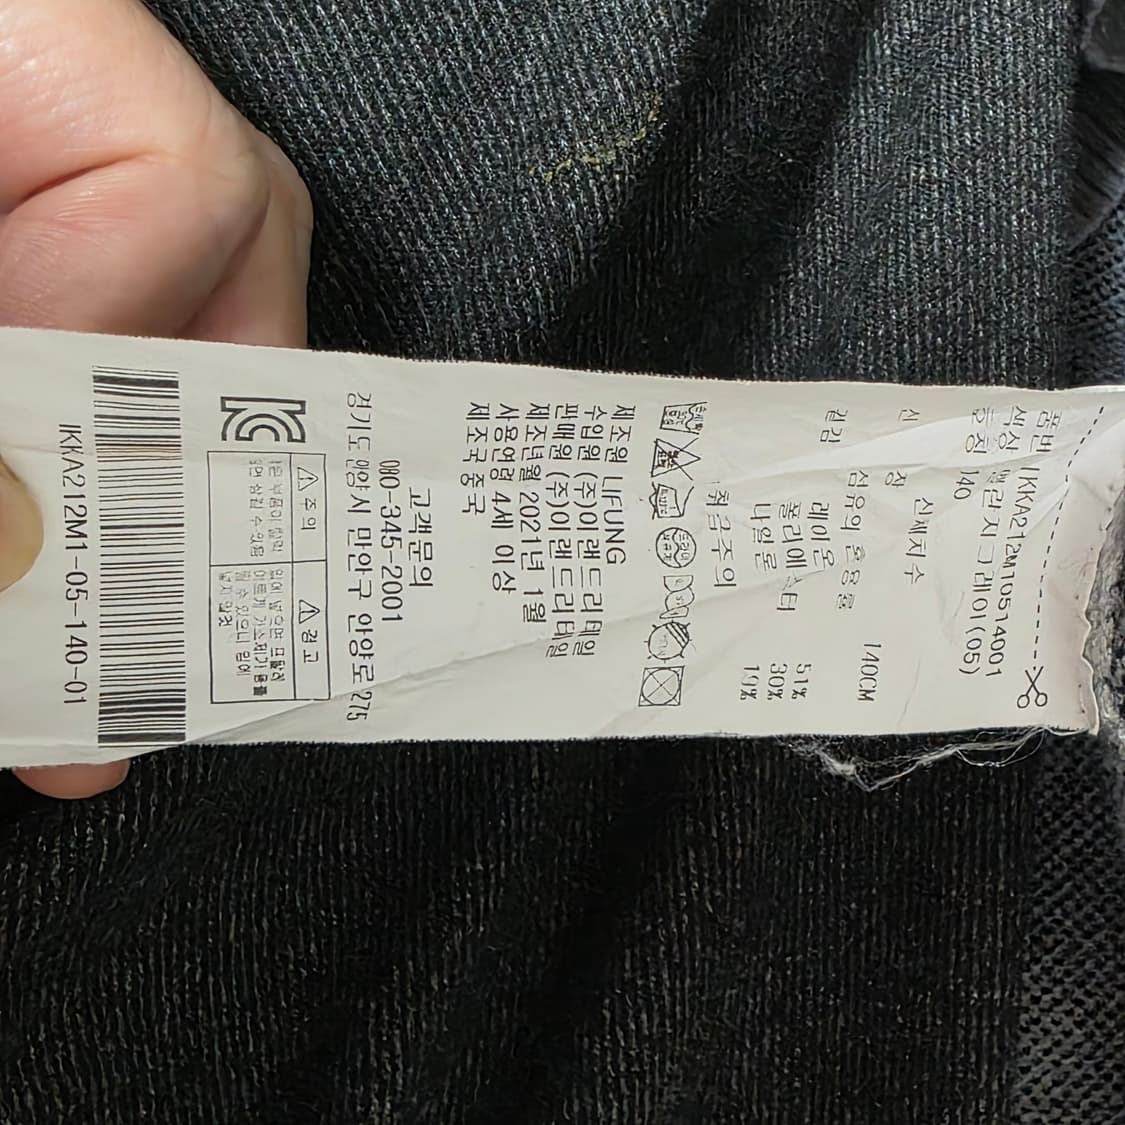 품번 IKKA212M10514001
색상 멜란지그레이(05)
호칭 140
신체치수
신 장 140CM
겉감 섬유의 혼용률
레이온 51%
폴리에스터 30%
나일론 19%
취급주의
제조원 LIFUNG
수입원 (주)이랜드리테일
판매원 (주)이랜드리테일
제조년월 2021년 1월
사용연령 4세 이상
제조국 중국
고객문의
080-345-2001
경기도 안양시 만안구 안양로 275
KC
주의
경고
IKKA212M1-05-140-01